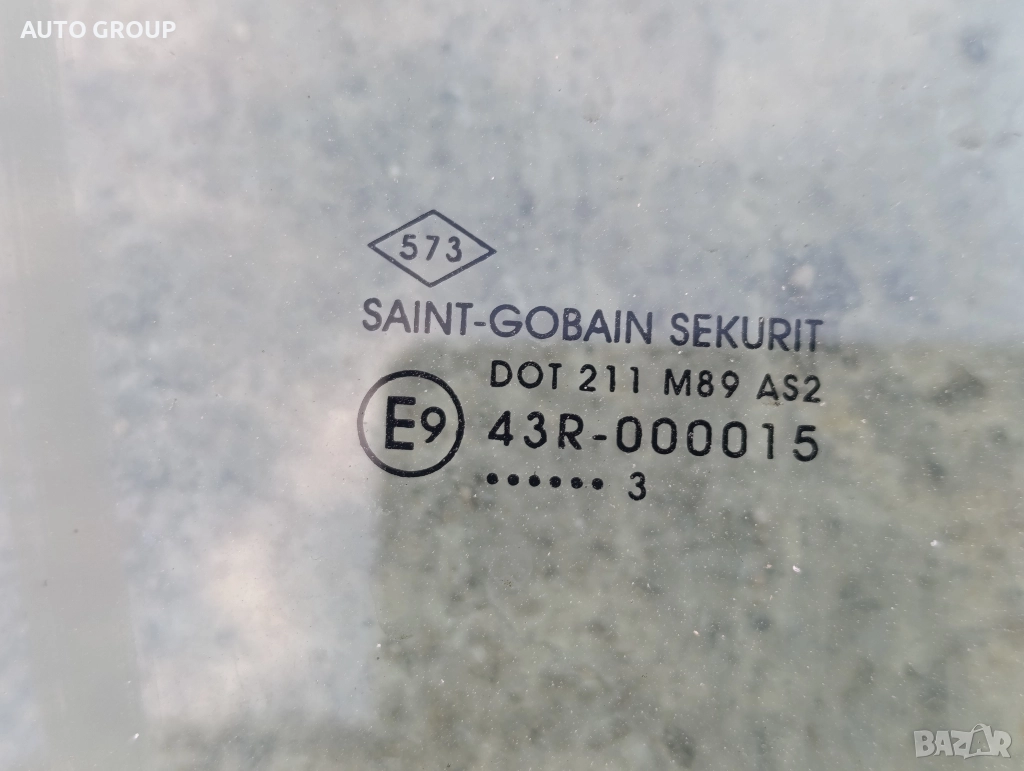 AUTO GROUP
573
SAINT-GOBAIN SEKURIT
DOT 211 M89 AS2
E9 43R-000015
•••••• 3
BAZAR